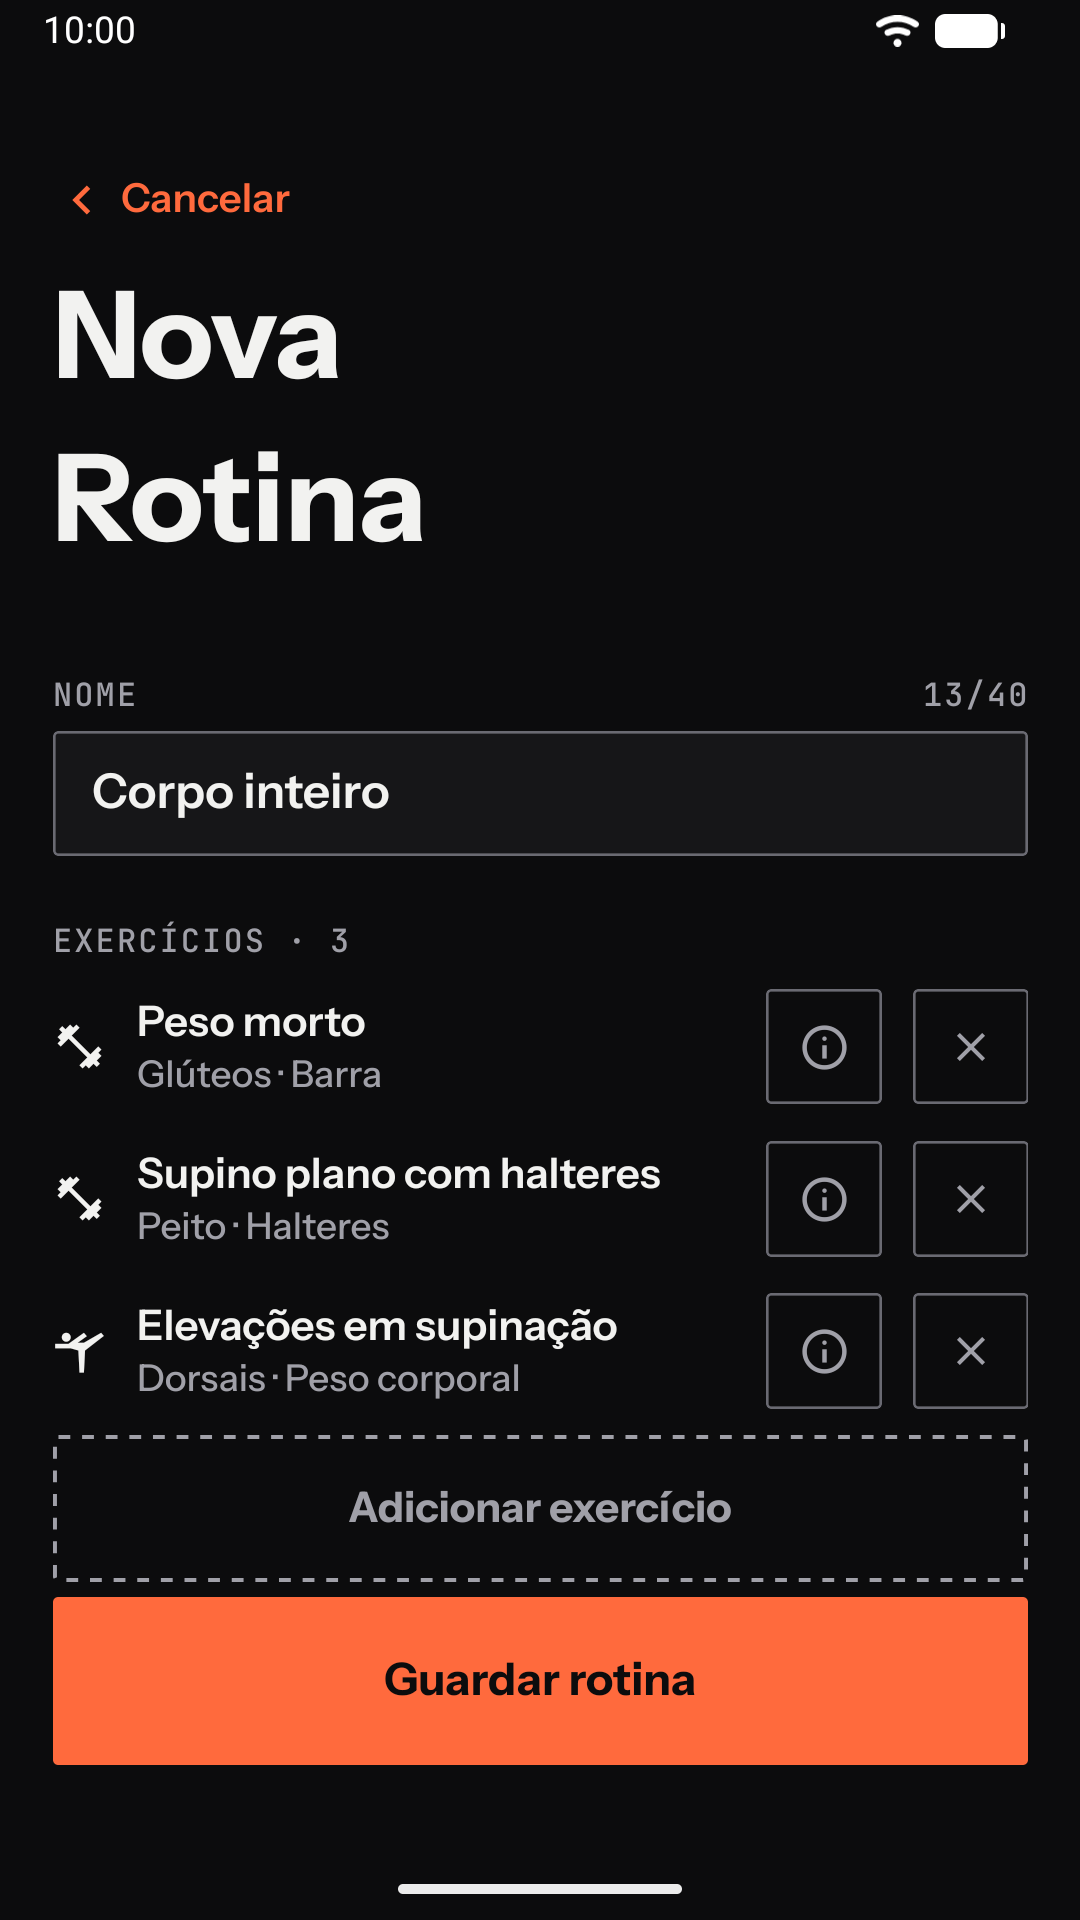 10:00
Cancelar
Nova
Rotina
NOME
13/40
Corpo inteiro
EXERCÍCIOS · 3
Peso morto
Glúteos · Barra
Supino plano com halteres
Peito · Halteres
Elevações em supinação
Dorsais · Peso corporal
Adicionar exercício
Guardar rotina